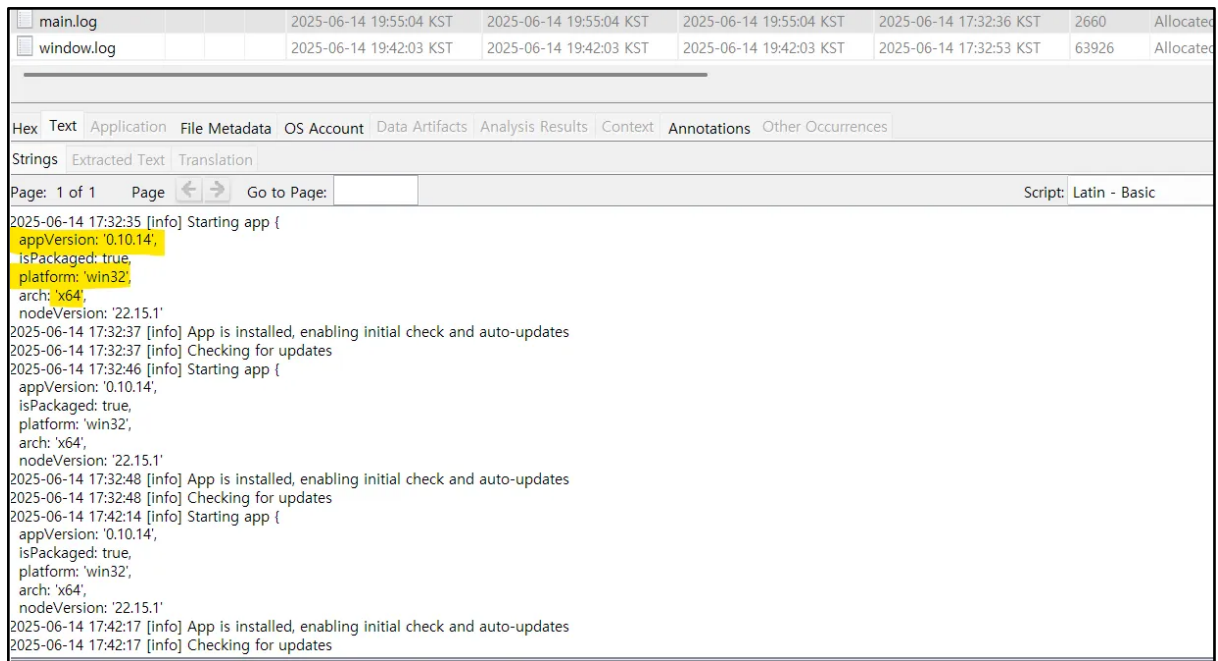 main.log 2025-06-14 19:55:04 KST 2025-06-14 19:55:04 KST 2025-06-14 19:55:04 KST 2025-06-14 17:32:36 KST 2660 Allocated
window.log 2025-06-14 19:42:03 KST 2025-06-14 19:42:03 KST 2025-06-14 19:42:03 KST 2025-06-14 17:32:53 KST 63926 Allocated
Hex Text Application File Metadata OS Account Data Artifacts Analysis Results Context Annotations Other Occurrences
Strings Extracted Text Translation
Page: 1 of 1 Page Go to Page: Script: Latin - Basic
2025-06-14 17:32:35 [info] Starting app {
appVersion: '0.10.14',
isPackaged: true,
platform: 'win32',
arch: 'x64',
nodeVersion: '22.15.1'
2025-06-14 17:32:37 [info] App is installed, enabling initial check and auto-updates
2025-06-14 17:32:37 [info] Checking for updates
2025-06-14 17:32:46 [info] Starting app {
appVersion: '0.10.14',
isPackaged: true,
platform: 'win32',
arch: 'x64',
nodeVersion: '22.15.1'
2025-06-14 17:32:48 [info] App is installed, enabling initial check and auto-updates
2025-06-14 17:32:48 [info] Checking for updates
2025-06-14 17:42:14 [info] Starting app {
appVersion: '0.10.14',
isPackaged: true,
platform: 'win32',
arch: 'x64',
nodeVersion: '22.15.1'
2025-06-14 17:42:17 [info] App is installed, enabling initial check and auto-updates
2025-06-14 17:42:17 [info] Checking for updates